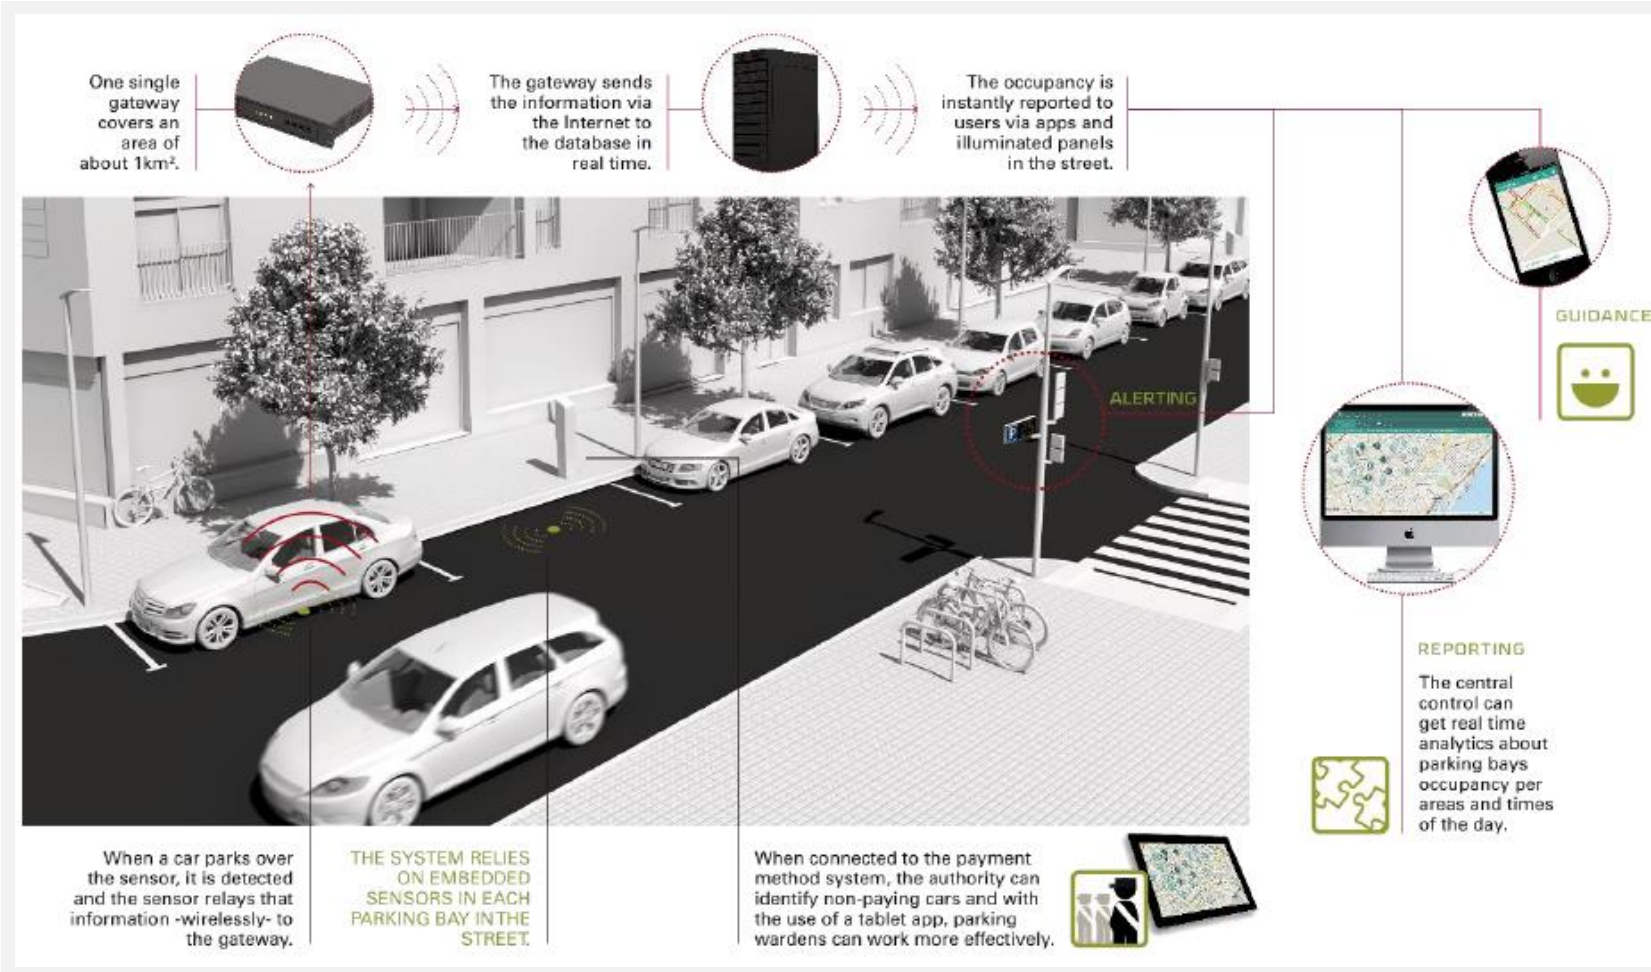 One single
gateway
covers an
area of
about 1km².
The gateway sends
the information via
the Internet to
the database in
real time.
The occupancy is
instantly reported to
users via apps and
illuminated panels
in the street.
GUIDANCE
ALERTING
P
REPORTING
The central
control can
get real time
analytics about
parking bays
occupancy per
areas and times
of the day.
When a car parks over
the sensor, it is detected
and the sensor relays that
information -wirelessly- to
the gateway.
THE SYSTEM RELIES
ON EMBEDDED
SENSORS IN EACH
PARKING BAY IN THE
STREET.
When connected to the payment
method system, the authority can
identify non-paying cars and with
the use of a tablet app, parking
wardens can work more effectively.